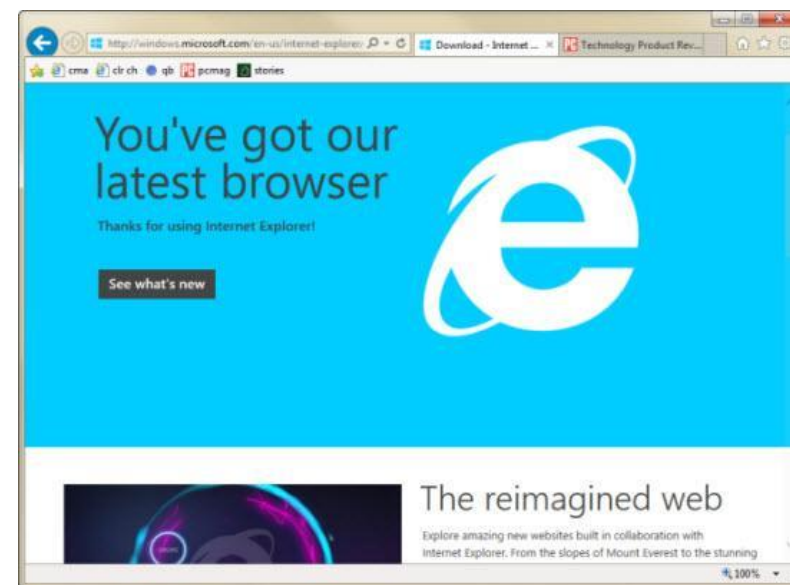 http://windows.microsoft.com/en-us/internet-explorer/
Download - Internet ...
Technology Product Rev...
cma
clr ch
qb
pcmag
stories
You've got our
latest browser
Thanks for using Internet Explorer!
See what's new
The reimagined web
Explore amazing new websites built in collaboration with
Internet Explorer. From the slopes of Mount Everest to the stunning
100%